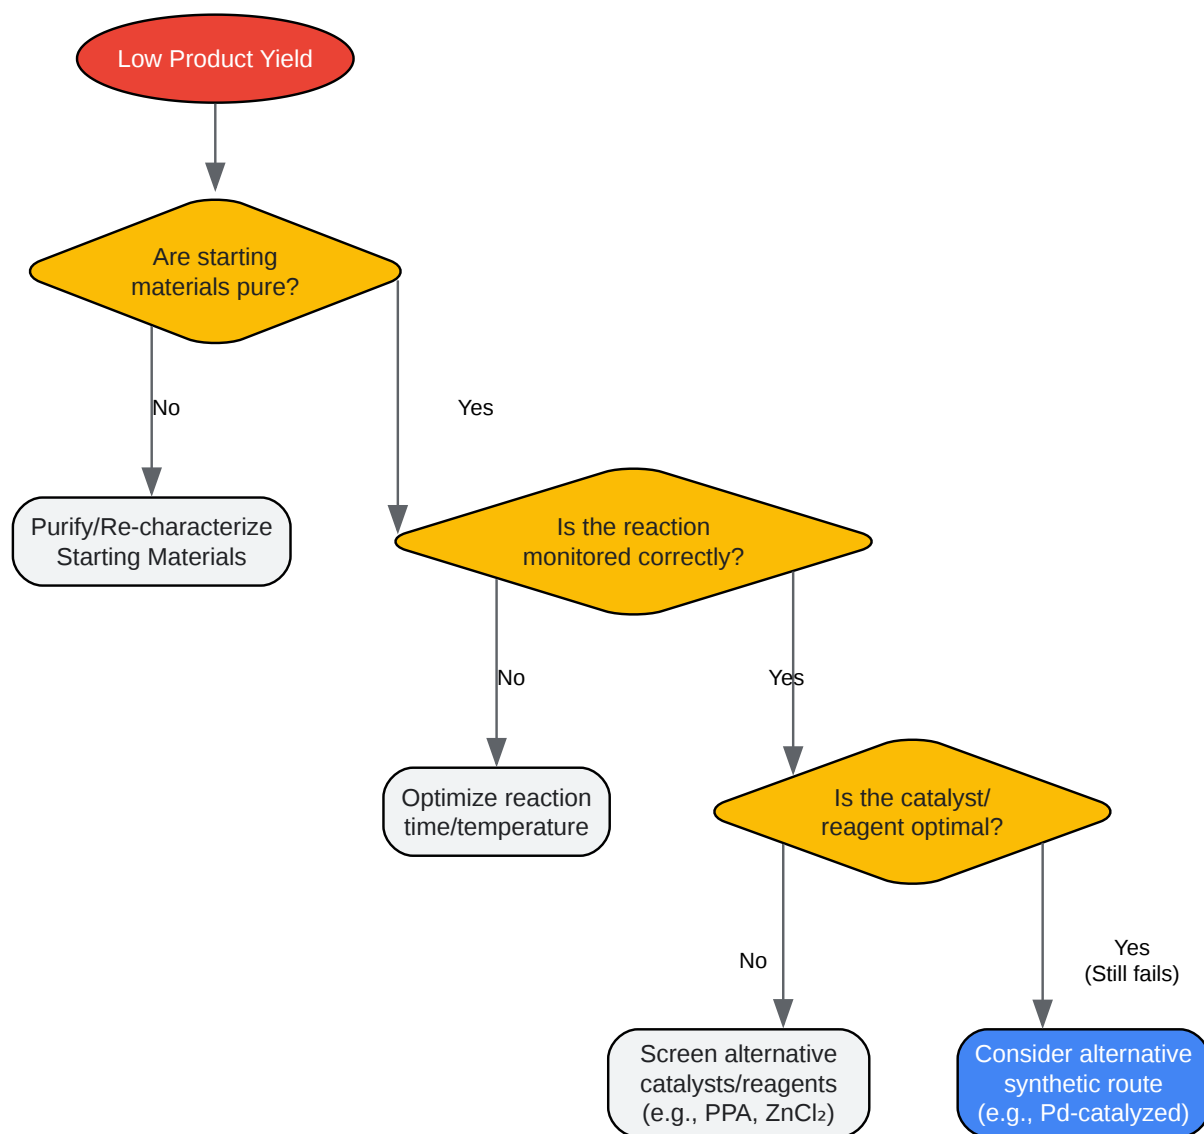 Low Product Yield
Are starting
materials pure?
No
Yes
Purify/Re-characterize
Starting Materials
Is the reaction
monitored correctly?
No
Yes
Optimize reaction
time/temperature
Is the catalyst/
reagent optimal?
No
Yes
(Still fails)
Screen alternative
catalysts/reagents
(e.g., PPA, ZnCl₂)
Consider alternative
synthetic route
(e.g., Pd-catalyzed)